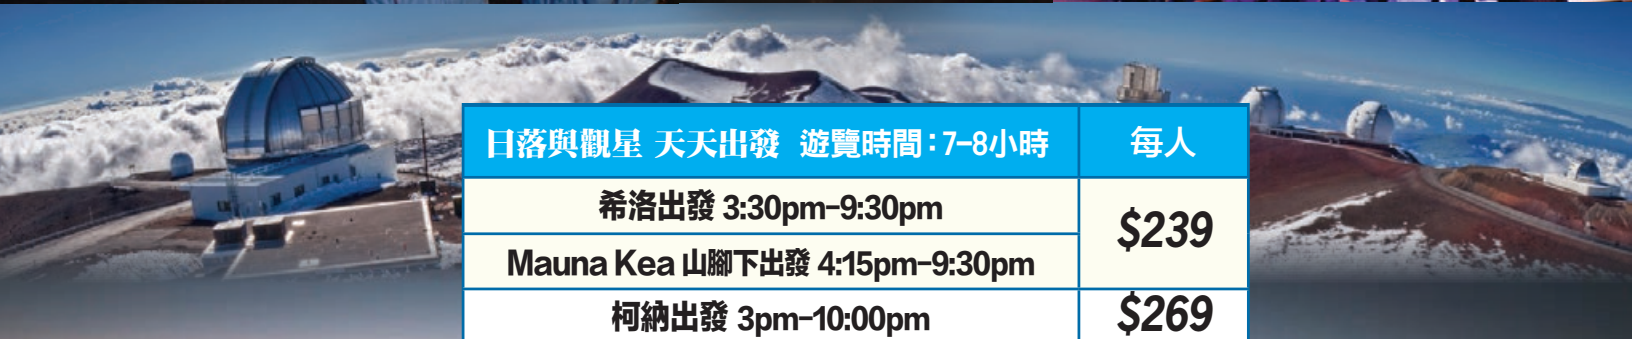 日落與觀星 天天出發 遊覽時間:7-8小時 每人
希洛出發 3:30pm-9:30pm
$239
Mauna Kea 山腳下出發 4:15pm-9:30pm
柯納出發 3pm-10:00pm
$269